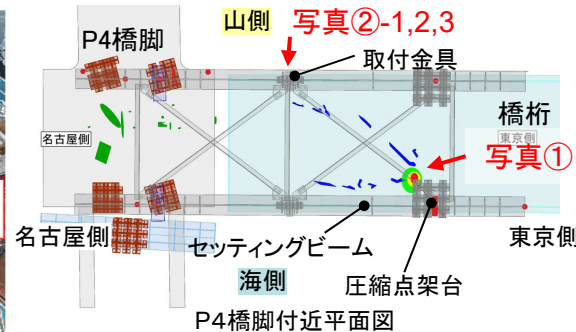 山側 写真②-1,2,3
P4橋脚
取付金具
橋桁
名古屋側
東京側
写真①
名古屋側
セッティングビーム
東京側
海側
圧縮点架台
P4橋脚付近平面図